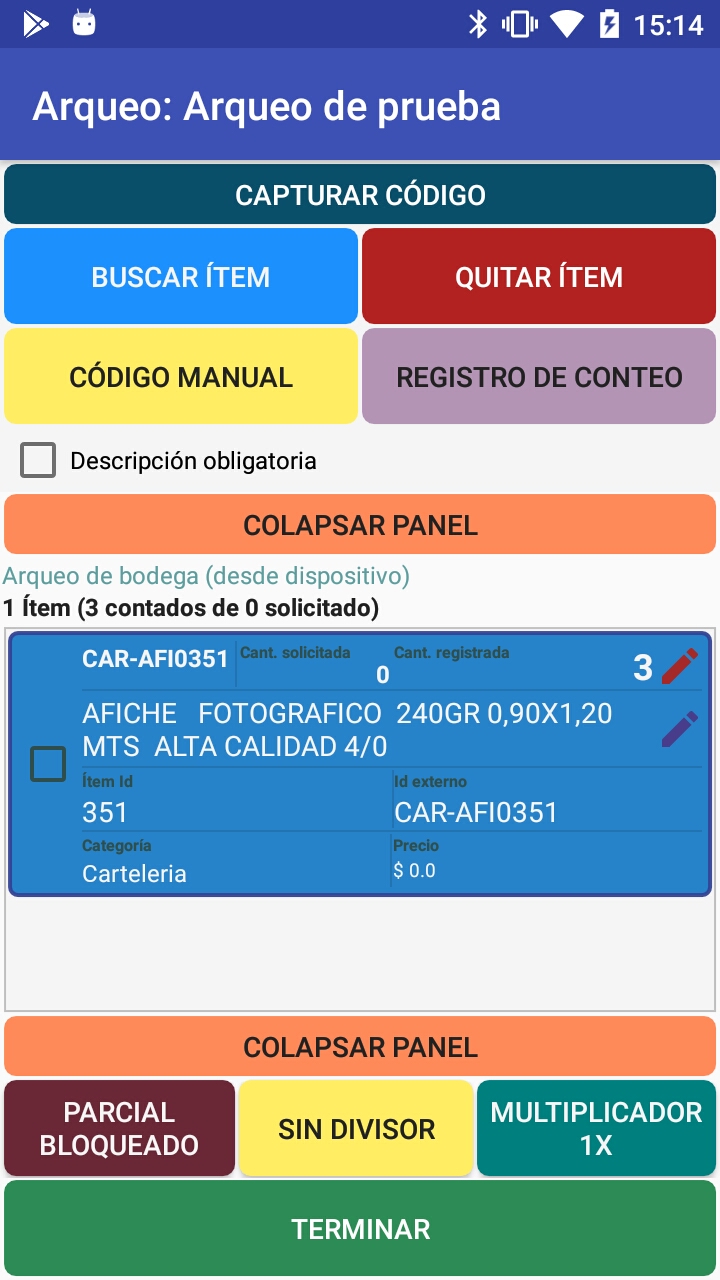 15:14
Arqueo: Arqueo de prueba
CAPTURAR CÓDIGO
BUSCAR ÍTEM
QUITAR ÍTEM
CÓDIGO MANUAL
REGISTRO DE CONTEO
Descripción obligatoria
COLAPSAR PANEL
Arqueo de bodega (desde dispositivo)
1 Ítem (3 contados de 0 solicitado)
CAR-AFI0351
Cant. solicitada
0
Cant. registrada
3
AFICHE FOTOGRAFICO 240GR 0,90X1,20
MTS ALTA CALIDAD 4/0
Ítem Id
351
Id externo
CAR-AFI0351
Categoría
Carteleria
Precio
$ 0.0
COLAPSAR PANEL
PARCIAL
BLOQUEADO
SIN DIVISOR
MULTIPLICADOR
1X
TERMINAR